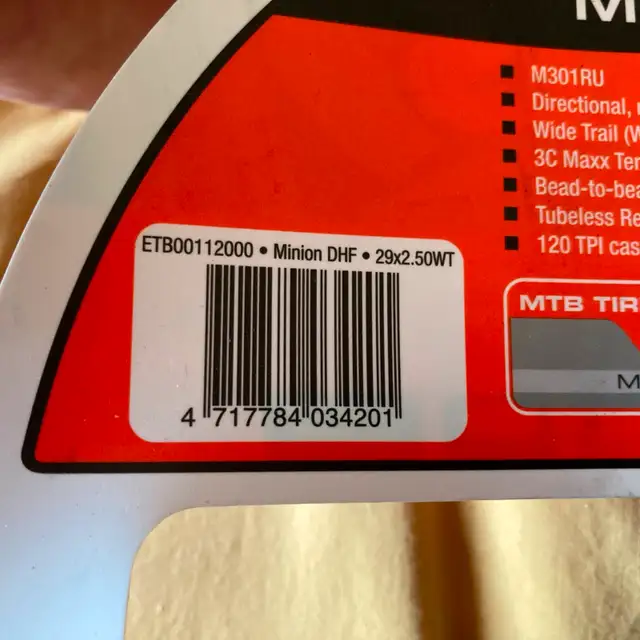 M
M301RU
Directional,
Wide Trail (W
3C Maxx Ter
Bead-to-bea
Tubeless Re
120 TPI cas
ETB00112000 • Minion DHF • 29x2.50WT
4 717784 034201
MTB TIR
M